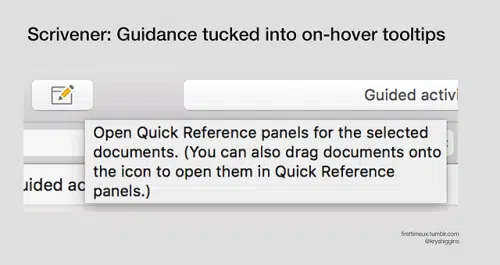 Scrivener: Guidance tucked into on-hover tooltips
Guided activi
Open Quick Reference panels for the selected
documents. (You can also drag documents onto
the icon to open them in Quick Reference
panels.)
uided ac
firsttimeux.tumblr.com
@kryshiggins